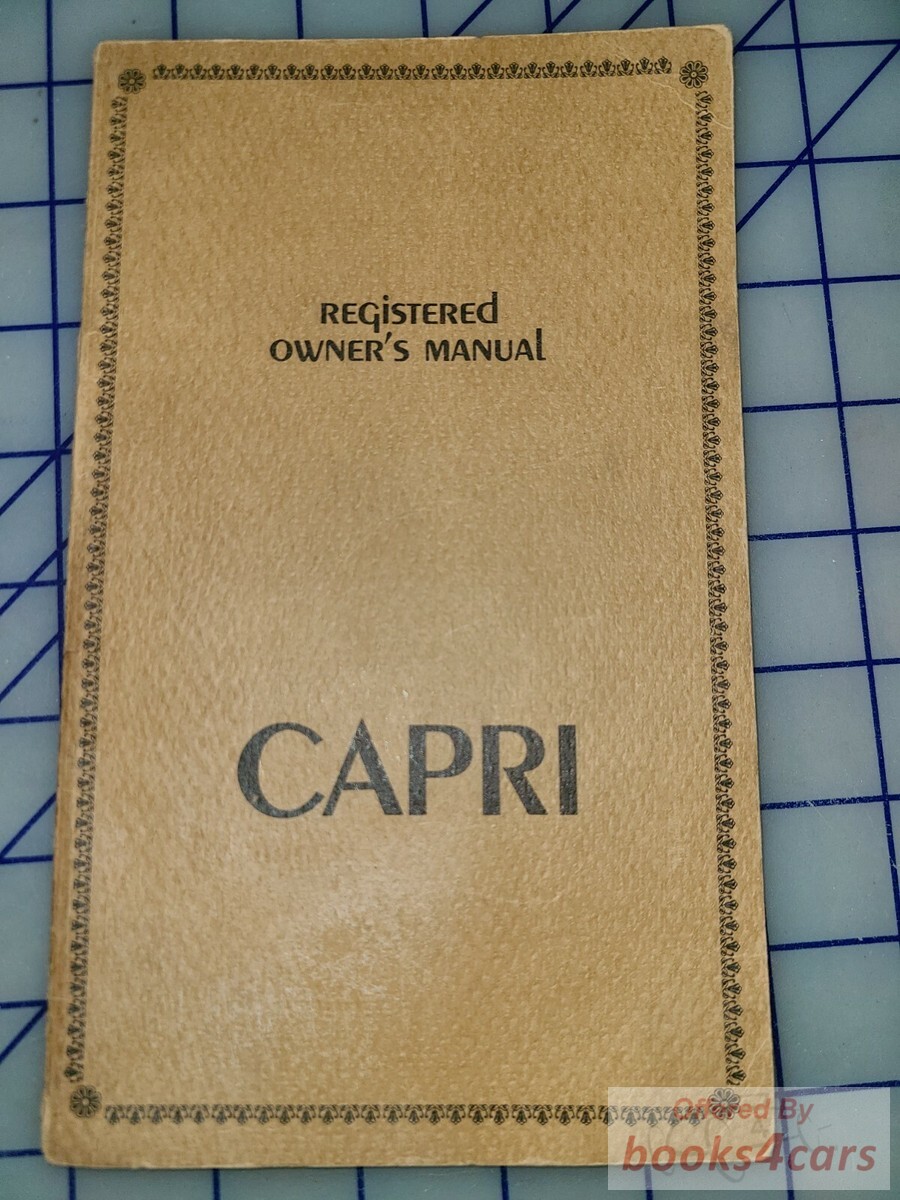 REGiSTEREd
OWNER'S MANUAl
CAPRI
Offered By
books4cars